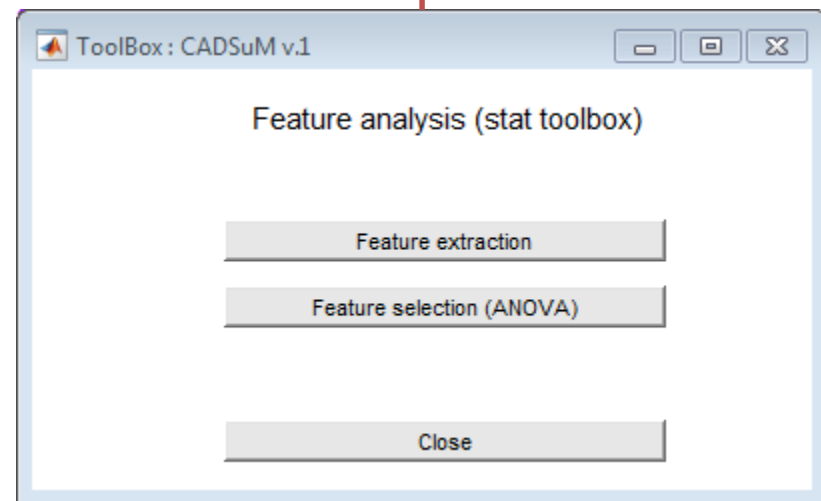 ToolBox : CADSuM v.1
Feature analysis (stat toolbox)
Feature extraction
Feature selection (ANOVA)
Close